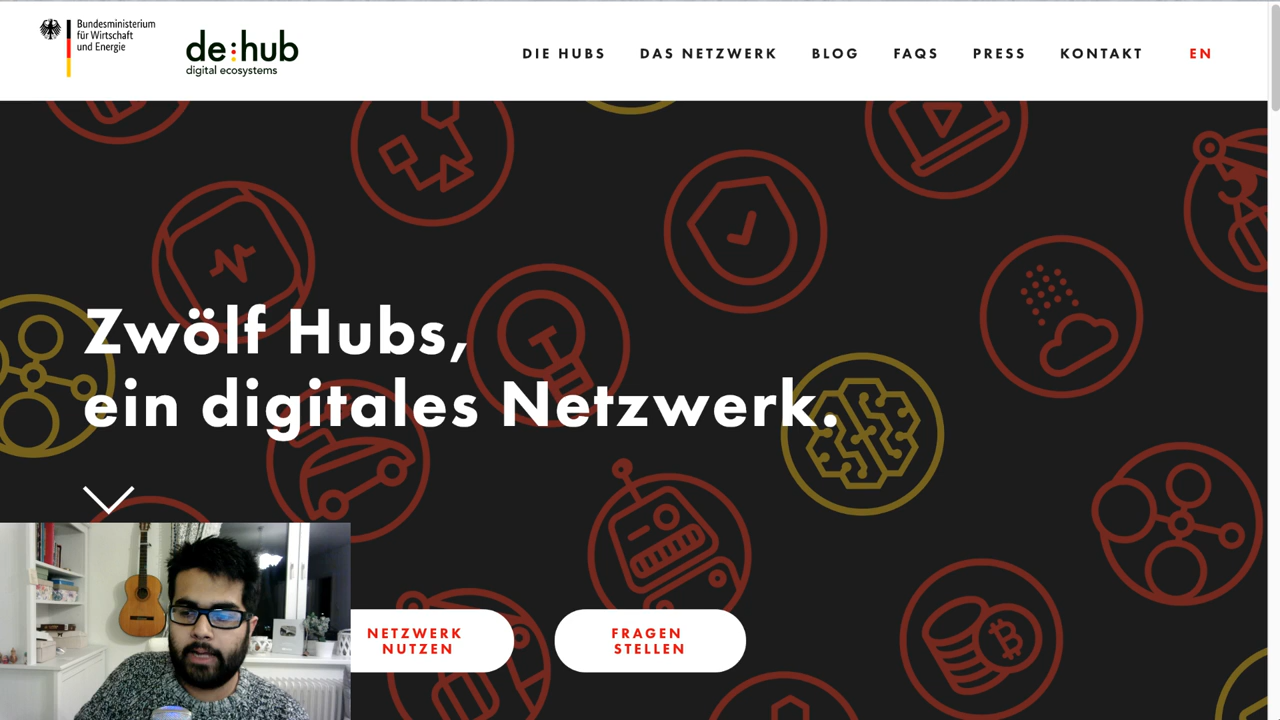 Bundesministerium
für Wirtschaft
und Energie
de:hub
digital ecosystems
DIE HUBS DAS NETZWERK BLOG FAQS PRESS KONTAKT EN
Zwölf Hubs,
ein digitales Netzwerk.
NETZWERK
NUTZEN
FRAGEN
STELLEN